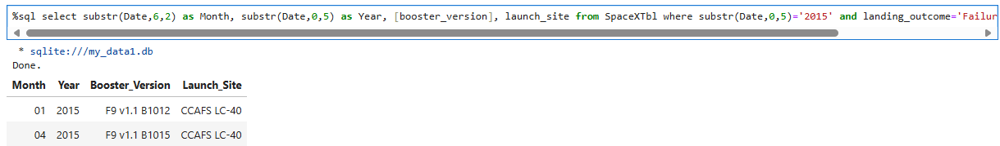 %sql select substr(Date,6,2) as Month, substr(Date,0,5) as Year, [booster_version], launch_site from SpaceXTbl where substr(Date,0,5)='2015' and landing_outcome='Failur
* sqlite:///my_data1.db
Done.
Month Year Booster_Version Launch_Site
01 2015 F9 v1.1 B1012 CCAFS LC-40
04 2015 F9 v1.1 B1015 CCAFS LC-40